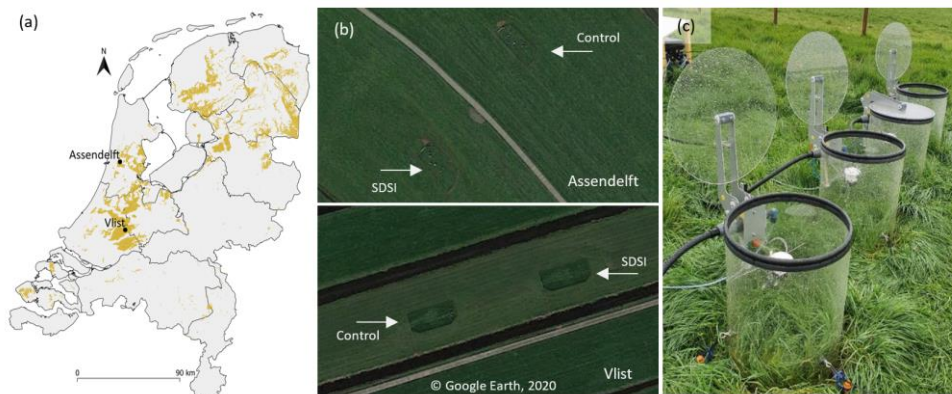 (a)
N
Assendelft
Vlist
0
90 km
(b)
Control
SDSI
Assendelft
SDSI
Control
© Google Earth, 2020
Vlist
(c)